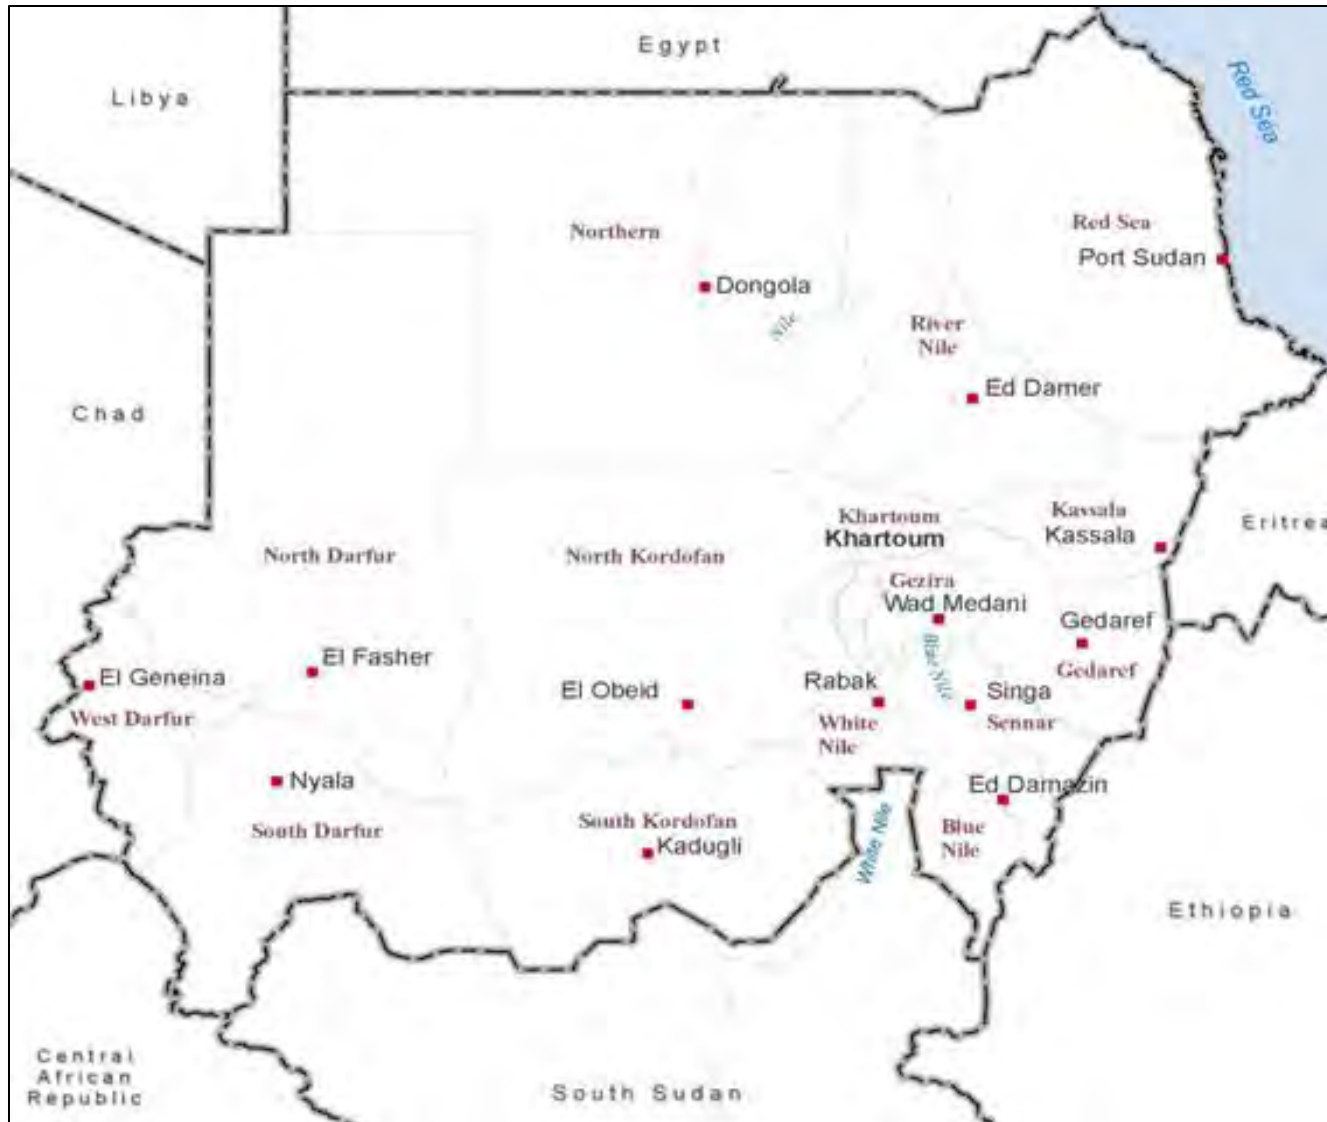 Egypt
Libya
Red Sea
Northern
Red Sea
Port Sudan
Dongola
Nile
River
Nile
Ed Damer
Chad
Khartoum
Khartoum
Kassala
Kassala
Eritrea
North Darfur
North Kordofan
Gezira
Wad Medani
Gedaref
Gedaref
Blue Nile
El Fasher
El Geneina
West Darfur
El Obeid
Rabak
White
Nile
Singa
Sennar
Nyala
South Darfur
South Kordofan
Kadugli
Ed Damazin
Blue
Nile
White Nile
Ethiopia
Central
African
Republic
South Sudan